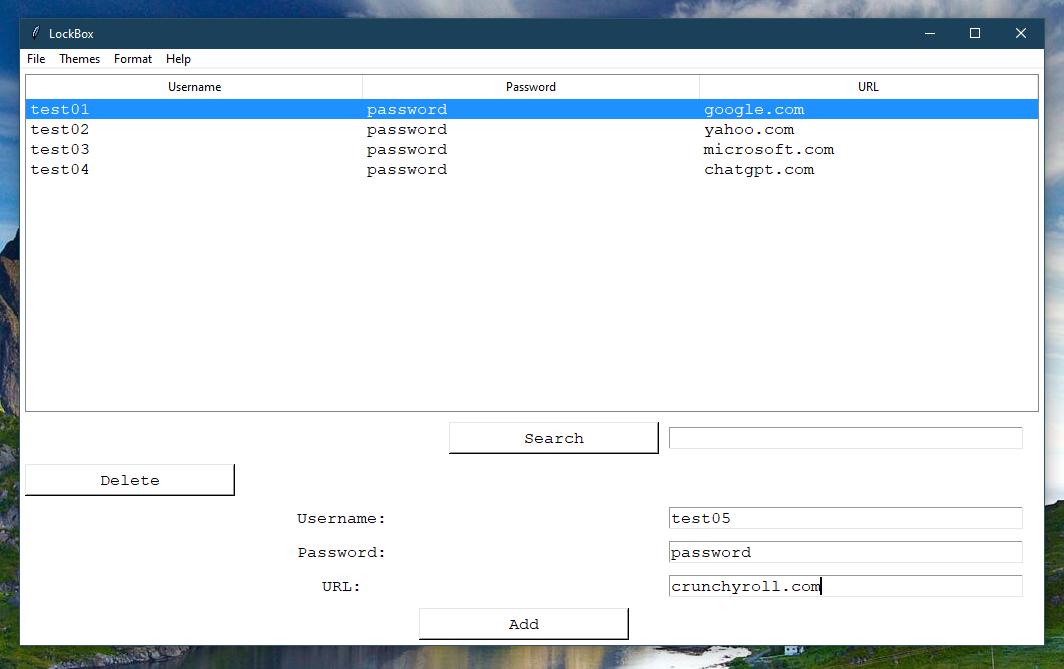 LockBox
File Themes Format Help
Username Password URL
test01 password google.com
test02 password yahoo.com
test03 password microsoft.com
test04 password chatgpt.com
Search
Delete
Username: test05
Password: password
URL: crunchyroll.com
Add